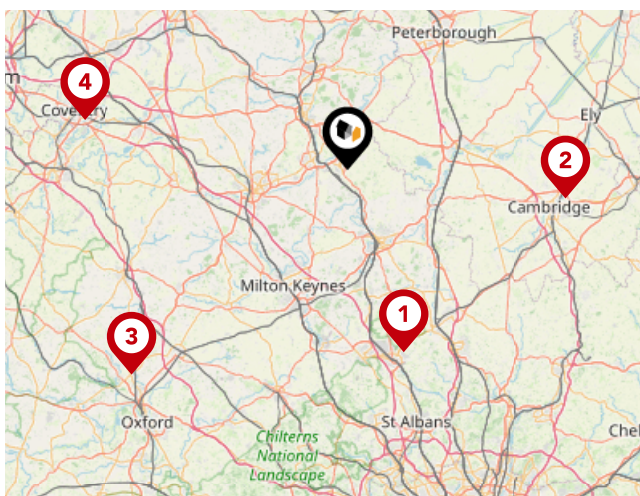 Peterborough
m
4
Coventry
Ely
2
Cambridge
Milton Keynes
1
3
Oxford
St Albans
Chilterns
National
Landscape
Chel